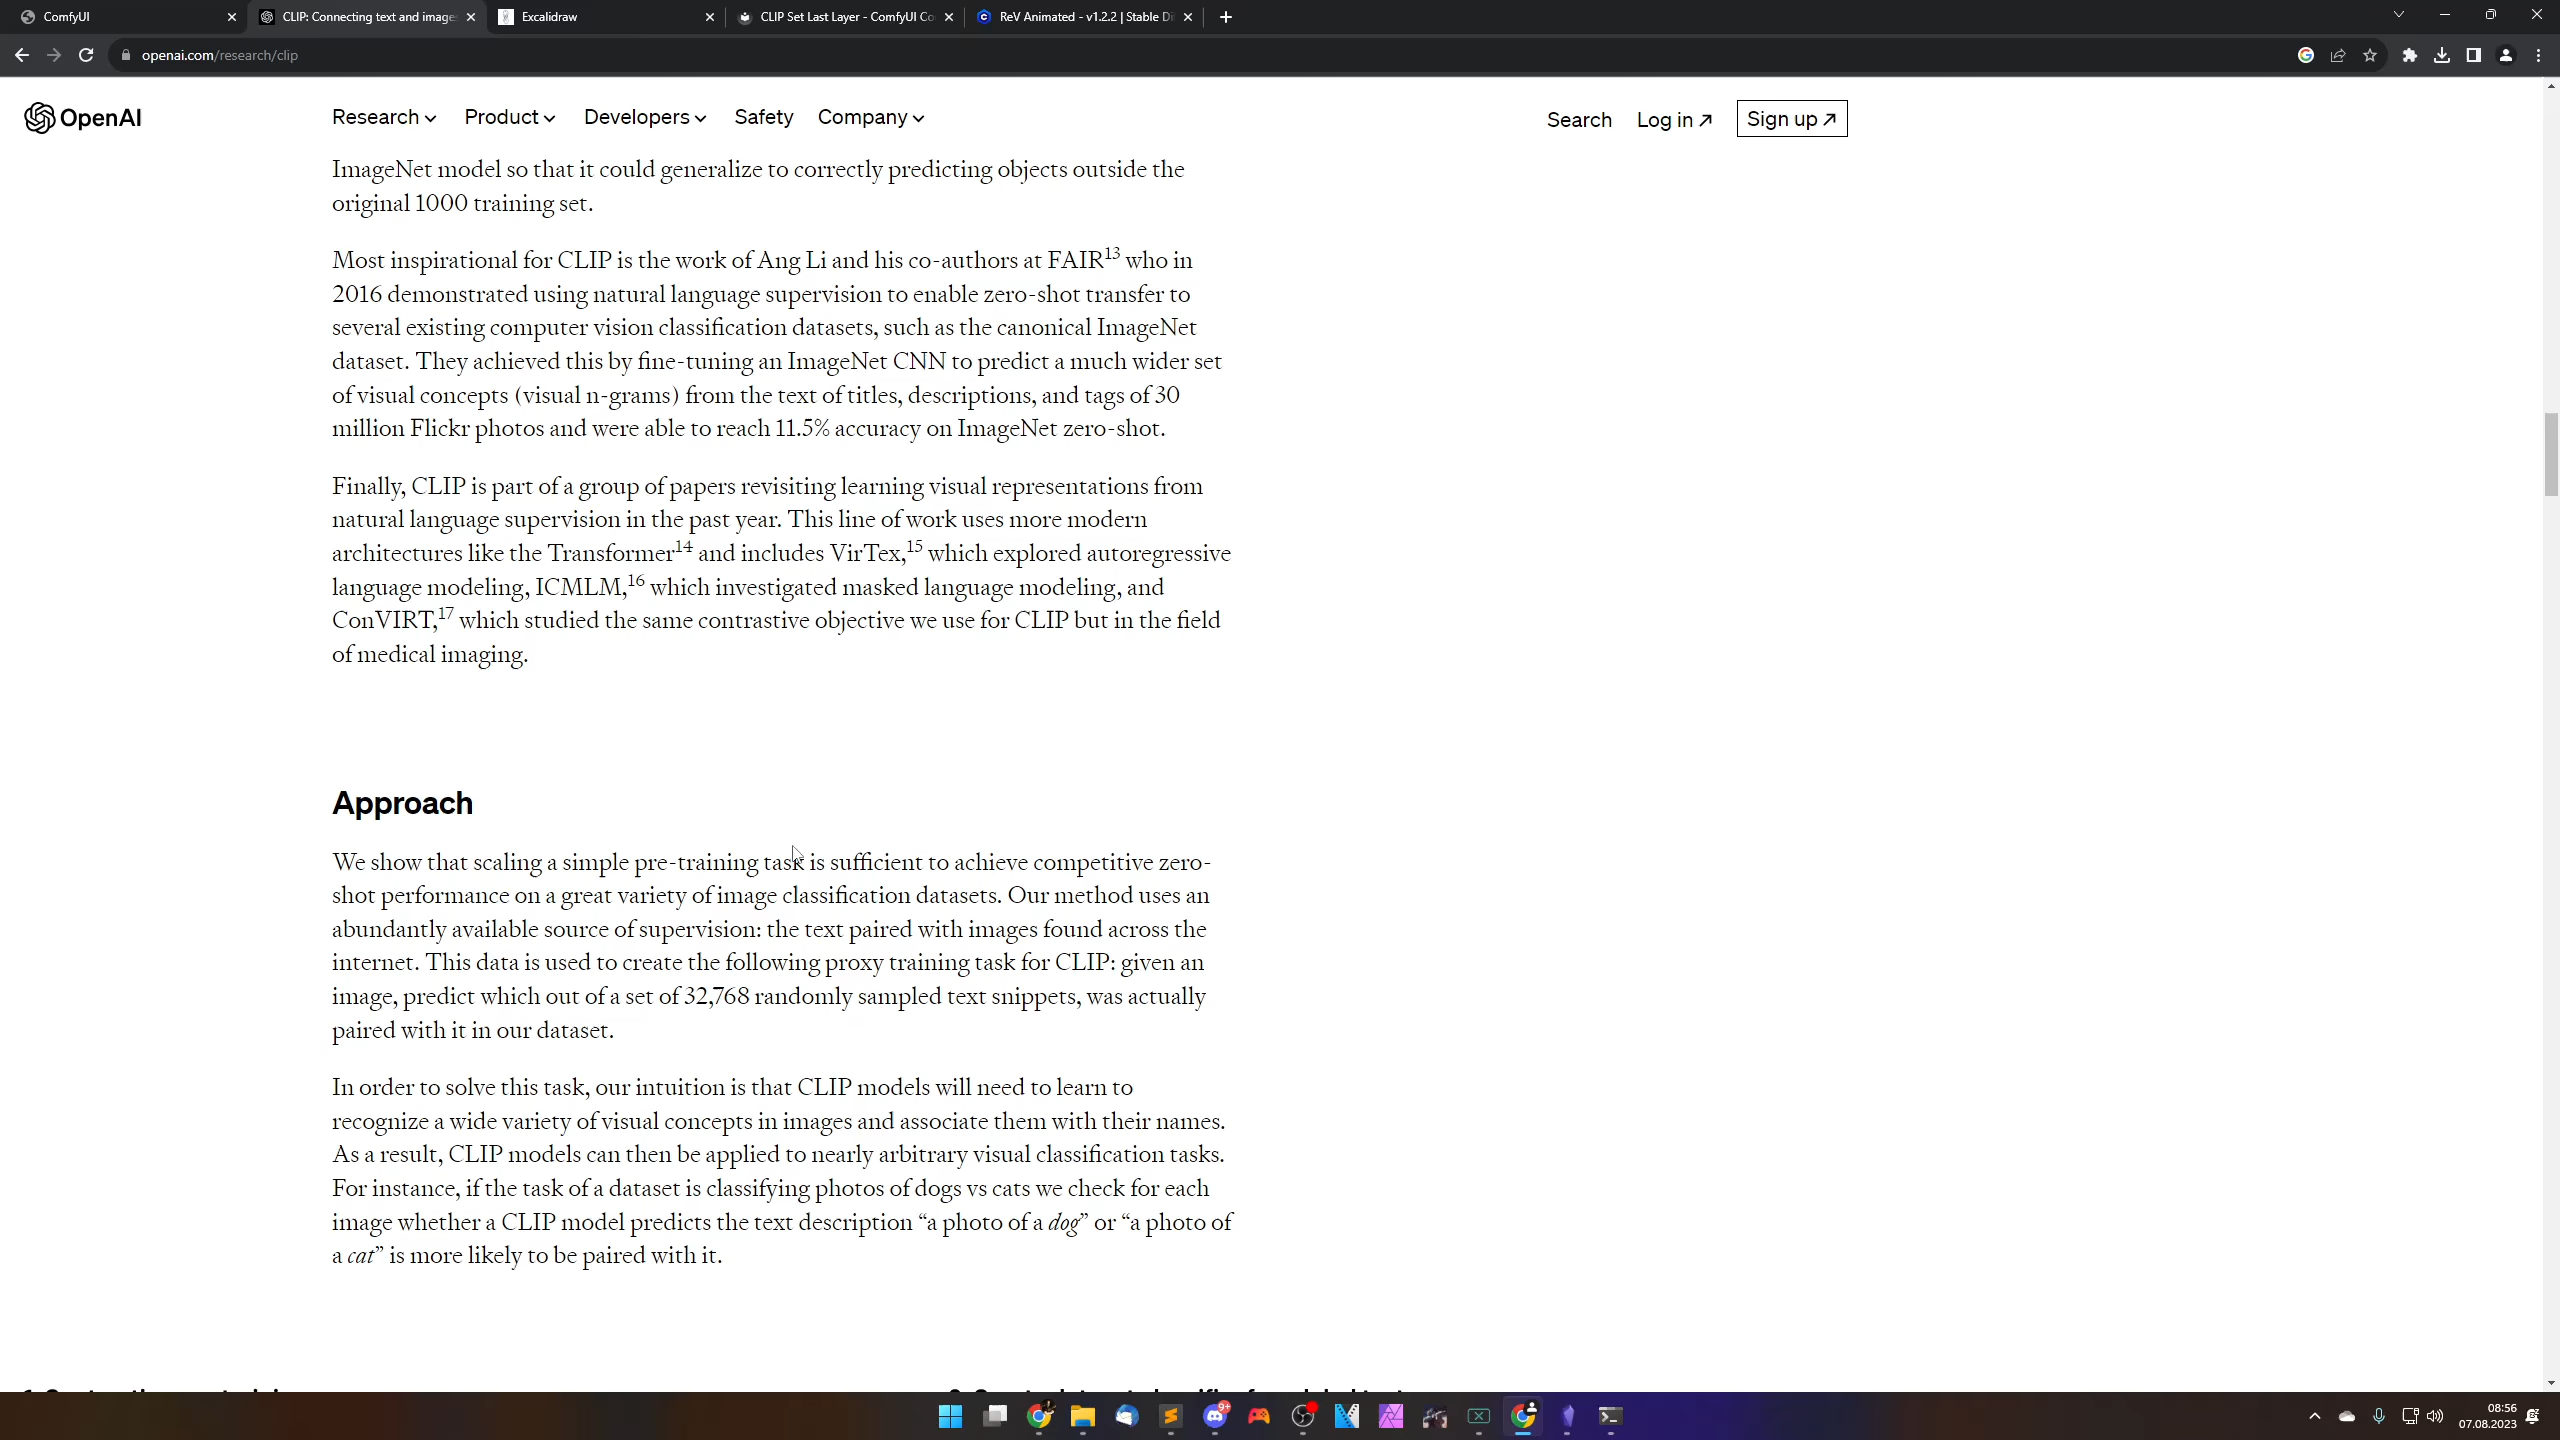 ComfyUI
CLIP: Connecting text and image
Excalidraw
CLIP Set Last Layer - ComfyUI Co
ReV Animated - v1.2.2 | Stable Di
openai.com/research/clip
OpenAI
Research
Product
Developers
Safety
Company
Search
Log in ↗
Sign up ↗
ImageNet model so that it could generalize to correctly predicting objects outside the
original 1000 training set.
Most inspirational for CLIP is the work of Ang Li and his co-authors at FAIR13 who in
2016 demonstrated using natural language supervision to enable zero-shot transfer to
several existing computer vision classification datasets, such as the canonical ImageNet
dataset. They achieved this by fine-tuning an ImageNet CNN to predict a much wider set
of visual concepts (visual n-grams) from the text of titles, descriptions, and tags of 30
million Flickr photos and were able to reach 11.5% accuracy on ImageNet zero-shot.
Finally, CLIP is part of a group of papers revisiting learning visual representations from
natural language supervision in the past year. This line of work uses more modern
architectures like the Transformer14 and includes VirTex,15 which explored autoregressive
language modeling, ICMLM,16 which investigated masked language modeling, and
ConVIRT,17 which studied the same contrastive objective we use for CLIP but in the field
of medical imaging.
Approach
We show that scaling a simple pre-training task is sufficient to achieve competitive zero-
shot performance on a great variety of image classification datasets. Our method uses an
abundantly available source of supervision: the text paired with images found across the
internet. This data is used to create the following proxy training task for CLIP: given an
image, predict which out of a set of 32,768 randomly sampled text snippets, was actually
paired with it in our dataset.
In order to solve this task, our intuition is that CLIP models will need to learn to
recognize a wide variety of visual concepts in images and associate them with their names.
As a result, CLIP models can then be applied to nearly arbitrary visual classification tasks.
For instance, if the task of a dataset is classifying photos of dogs vs cats we check for each
image whether a CLIP model predicts the text description “a photo of a dog” or “a photo of
a cat” is more likely to be paired with it.
9+
08:56
07.08.2023